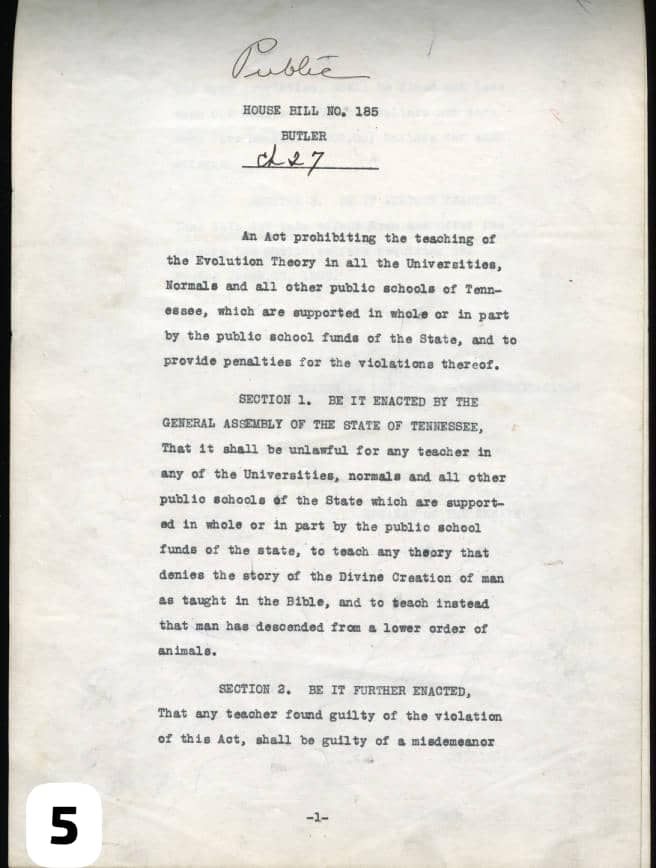 Public
HOUSE BILL NO. 185
BUTLER
Ch 27
An Act prohibiting the teaching of
the Evolution Theory in all the Universities,
Normals and all other public schools of Tenn-
essee, which are supported in whole or in part
by the public school funds of the State, and to
provide penalties for the violations thereof.
SECTION 1. BE IT ENACTED BY THE
GENERAL ASSEMBLY OF THE STATE OF TENNESSEE,
That it shall be unlawful for any teacher in
any of the Universities, normals and all other
public schools of the State which are support-
ed in whole or in part by the public school
funds of the state, to teach any theory that
denies the story of the Divine Creation of man
as taught in the Bible, and to teach instead
that man has descended from a lower order of
animals.
SECTION 2. BE IT FURTHER ENACTED,
That any teacher found guilty of the violation
of this Act, shall be guilty of a misdemeanor
-1-
5